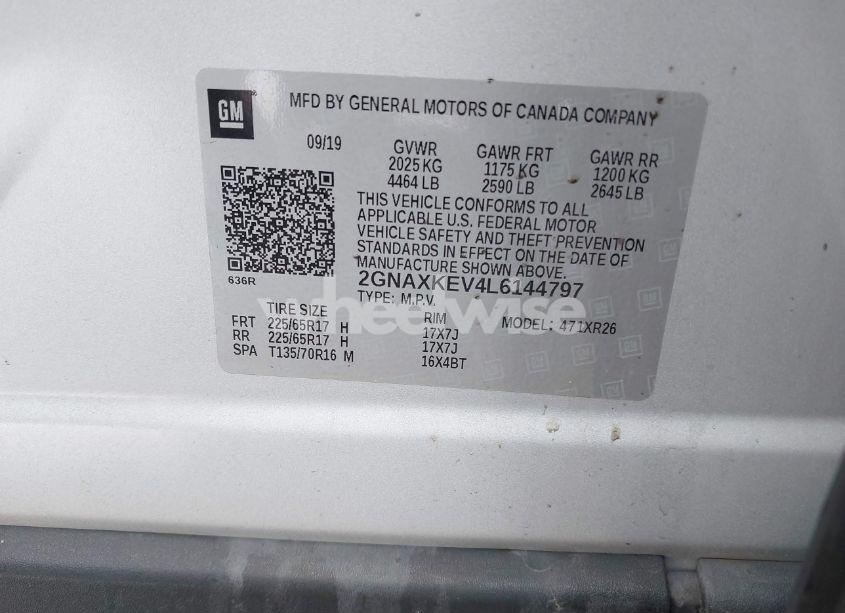 GM
MFD BY GENERAL MOTORS OF CANADA COMPANY
09/19 GVWR GAWR FRT GAWR RR
2025 KG 1175 KG 1200 KG
4464 LB 2590 LB 2645 LB
THIS VEHICLE CONFORMS TO ALL
APPLICABLE U.S. FEDERAL MOTOR
VEHICLE SAFETY AND THEFT PREVENTION
STANDARDS IN EFFECT ON THE DATE OF
MANUFACTURE SHOWN ABOVE.
636R
2GNAXKEV4L6144797
TYPE: M.P.V.
wheelwise
TIRE SIZE RIM MODEL: 471XR26
FRT 225/65R17 H 17X7J
RR 225/65R17 H 17X7J
SPA T135/70R16 M 16X4BT